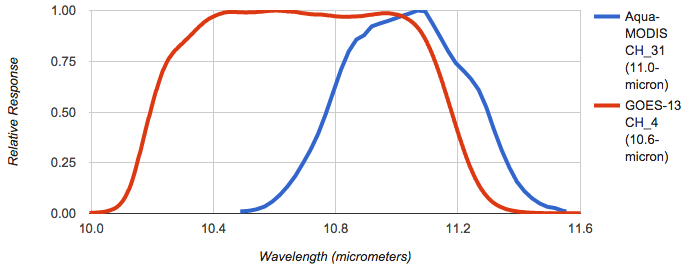 1.00
0.75
0.50
0.25
0.00
Relative Response
10.0 10.4 10.8 11.2 11.6
Wavelength (micrometers)
Aqua-
MODIS
CH_31
(11.0-
micron)
GOES-13
CH_4
(10.6-
micron)